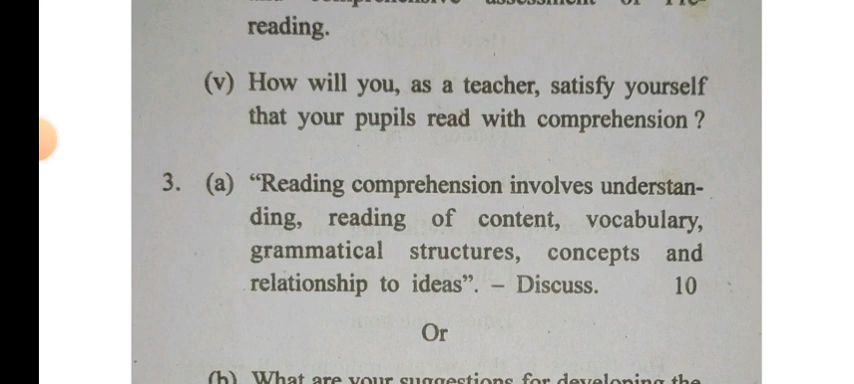 reading.
(v) How will you, as a teacher, satisfy yourself
that your pupils read with comprehension ?
3. (a) “Reading comprehension involves understan-
ding, reading of content, vocabulary,
grammatical structures, concepts and
relationship to ideas”. – Discuss. 10
Or
(b) What are your suggestions for developing the